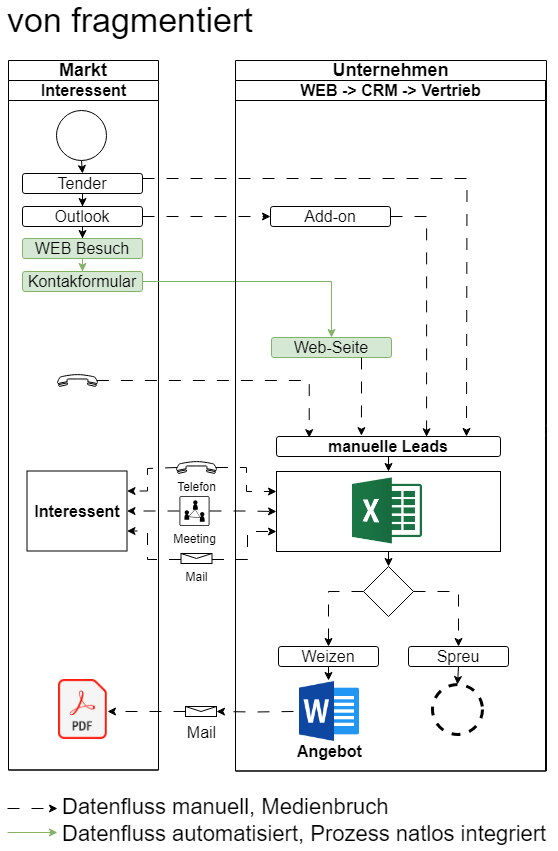 von fragmentiert
Markt
Unternehmen
Interessent
WEB -> CRM -> Vertrieb
Tender
Outlook
Add-on
WEB Besuch
Kontakformular
Web-Seite
manuelle Leads
Telefon
Interessent
X
Meeting
Mail
Weizen
Spreu
PDF
W
Mail
Angebot
Datenfluss manuell, Medienbruch
Datenfluss automatisiert, Prozess natlos integriert